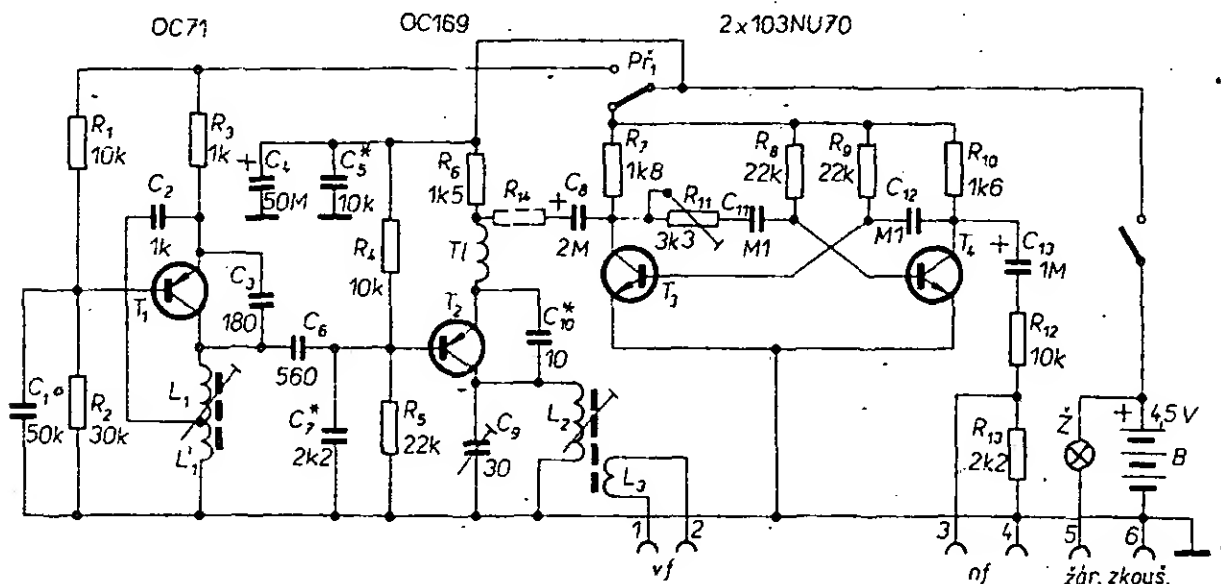 OC71
OC169
2x103NU70
Př1
R1
10k
R3
1k
C2
1k
C4
+
50M
C5*
10k
R4
10k
R6
1k5
R14
C8
+
2M
R7
1k8
R11
3k3
C11
M1
R8
22k
R9
22k
C12
M1
R10
1k6
T1
C3
180
C6
560
Tl
T2
C10*
10
T3
T4
C13
+
1M
R12
10k
C1
50k
R2
30k
L1
L'1
C7*
2k2
R5
22k
C9
30
L2
L3
R13
2k2
Ž
+
4,5 V
B
1
2
3
4
5
6
vf
nf
žár. zkouš.